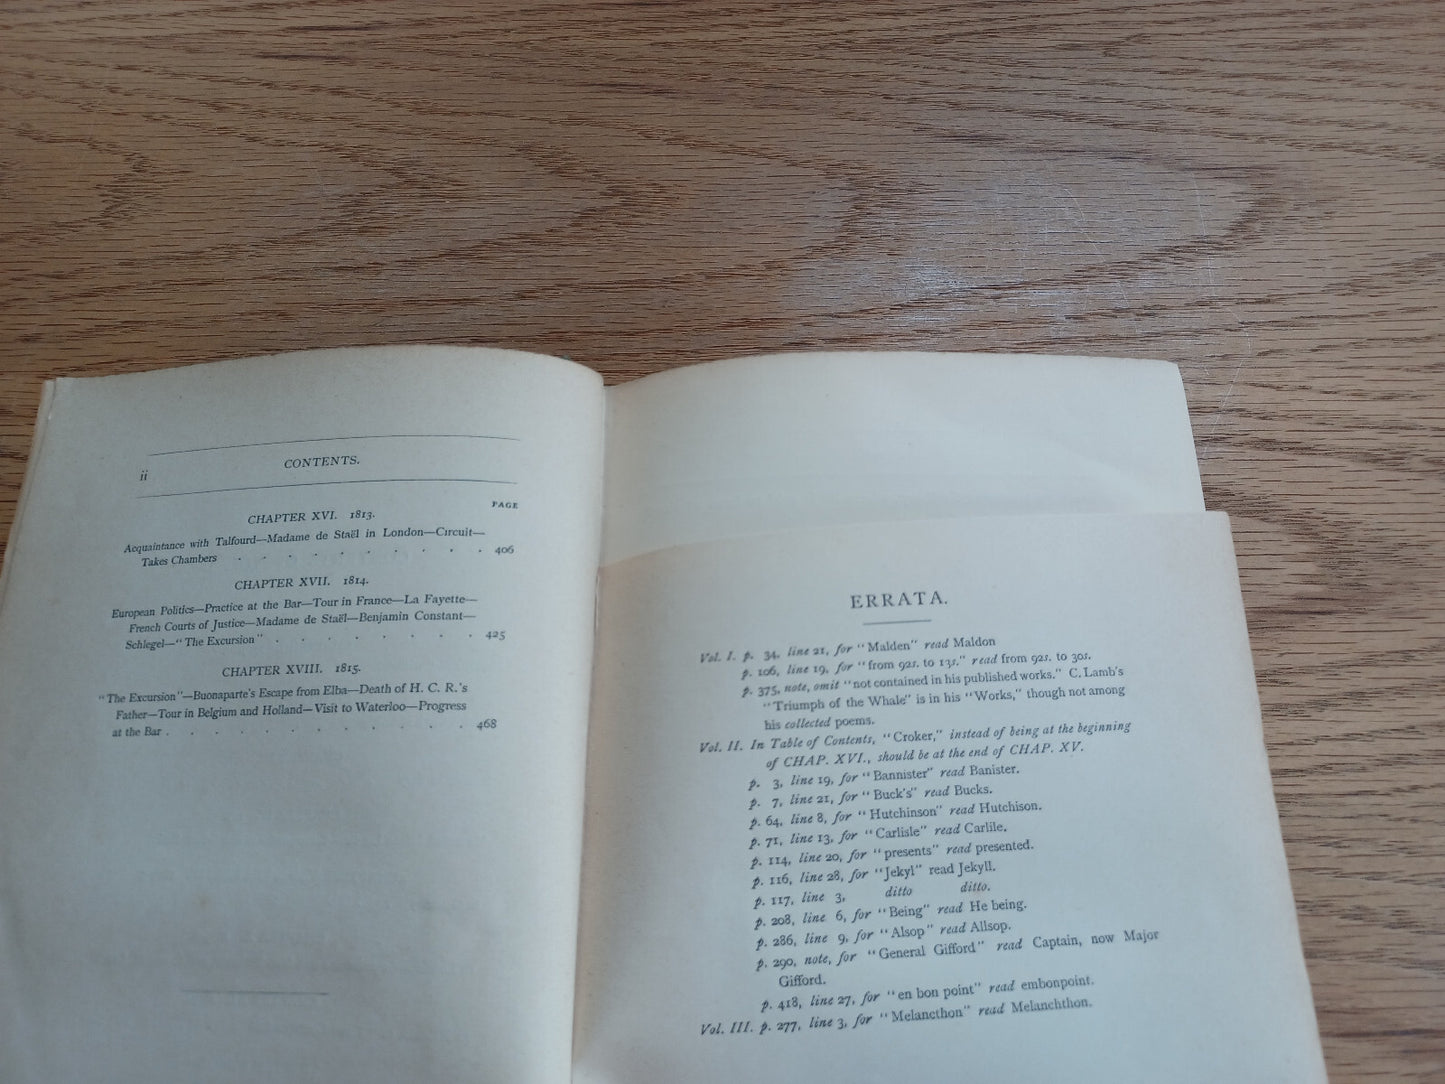 ii
CONTENTS.
PAGE
CHAPTER XVI. 1813.
Acquaintance with Talfourd—Madame de Staël in London—Circuit—
Takes Chambers . . . . . . . . . . 406
CHAPTER XVII. 1814.
European Politics—Practice at the Bar—Tour in France—La Fayette—
French Courts of Justice—Madame de Staël—Benjamin Constant—
Schlegel—"The Excursion" . . . . . . . . 425
CHAPTER XVIII. 1815.
"The Excursion"—Buonaparte's Escape from Elba—Death of H. C. R.'s
Father—Tour in Belgium and Holland—Visit to Waterloo—Progress
at the Bar . . . . . . . . . . . . 468
ERRATA.
Vol. I. p. 34, line 21, for "Malden" read Maldon
p. 106, line 19, for "from 92s. to 13s." read from 92s. to 30s.
p. 375, note, omit "not contained in his published works." C. Lamb's
"Triumph of the Whale" is in his "Works," though not among
his collected poems.
Vol. II. In Table of Contents, "Croker," instead of being at the beginning
of CHAP. XVI., should be at the end of CHAP. XV.
p. 3, line 19, for "Bannister" read Banister.
p. 7, line 21, for "Buck's" read Bucks.
p. 64, line 8, for "Hutchinson" read Hutchison.
p. 71, line 13, for "Carlisle" read Carlile.
p. 114, line 20, for "presents" read presented.
p. 116, line 28, for "Jekyl" read Jekyll.
p. 117, line 3, ditto ditto.
p. 208, line 6, for "Being" read He being.
p. 286, line 9, for "Alsop" read Allsop.
p. 290, note, for "General Gifford" read Captain, now Major
Gifford.
p. 418, line 27, for "en bon point" read embonpoint.
Vol. III. p. 277, line 3, for "Melancthon" read Melanchthon.